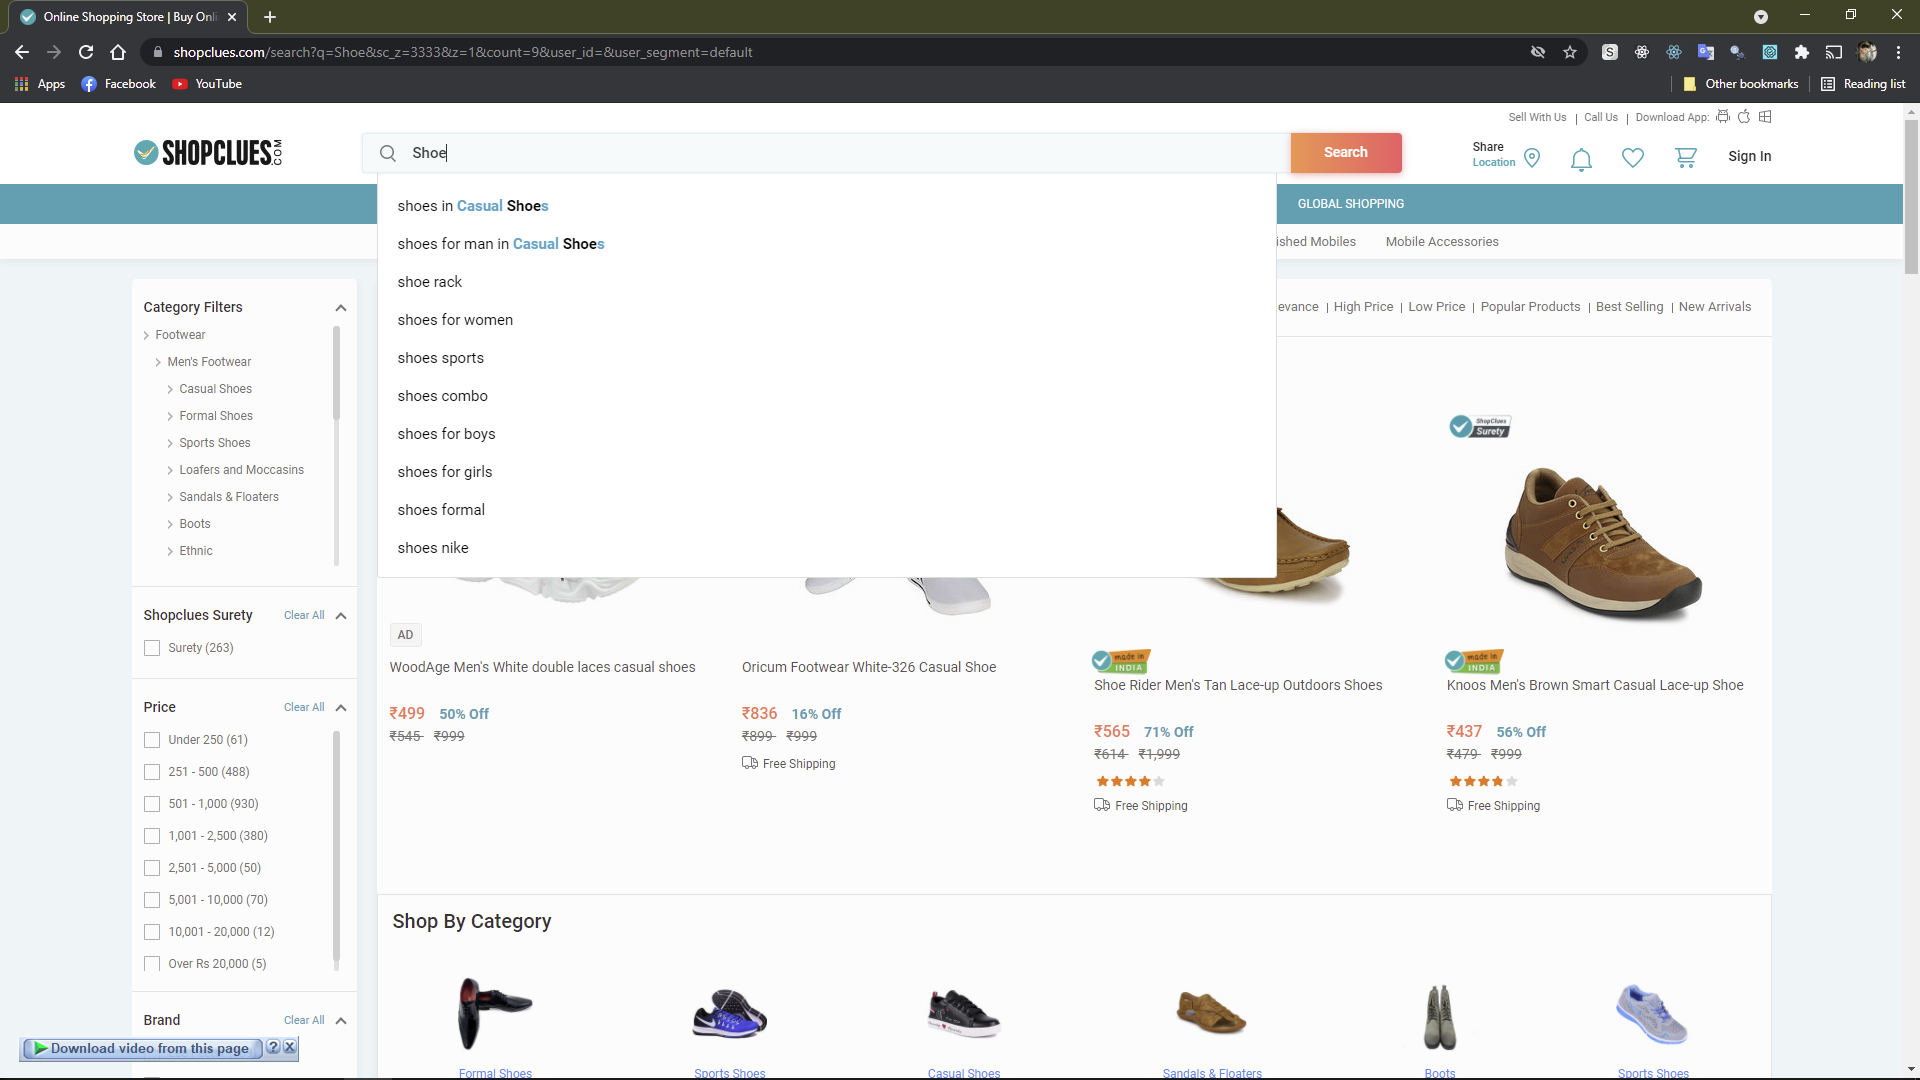 Online Shopping Store | Buy Onli
shopclues.com/search?q=Shoe&sc_z=3333&z=1&count=9&user_id=&user_segment=default
Apps Facebook YouTube Other bookmarks Reading list
Sell With Us | Call Us | Download App:
SHOPCLUES.COM
Shoe
Search
Share
Location
Sign In
GLOBAL SHOPPING
ished Mobiles Mobile Accessories
shoes in Casual Shoes
shoes for man in Casual Shoes
shoe rack
shoes for women
shoes sports
shoes combo
shoes for boys
shoes for girls
shoes formal
shoes nike
evance | High Price | Low Price | Popular Products | Best Selling | New Arrivals
Category Filters
Footwear
Men's Footwear
Casual Shoes
Formal Shoes
Sports Shoes
Loafers and Moccasins
Sandals & Floaters
Boots
Ethnic
Shopclues Surety Clear All
Surety (263)
Price Clear All
Under 250 (61)
251 - 500 (488)
501 - 1,000 (930)
1,001 - 2,500 (380)
2,501 - 5,000 (50)
5,001 - 10,000 (70)
10,001 - 20,000 (12)
Over Rs 20,000 (5)
Brand Clear All
Download video from this page ? X
AD
WoodAge Men's White double laces casual shoes
₹499 50% Off
₹545 ₹999
Oricum Footwear White-326 Casual Shoe
₹836 16% Off
₹899 ₹999
Free Shipping
made in
INDIA
Shoe Rider Men's Tan Lace-up Outdoors Shoes
₹565 71% Off
₹614 ₹1,999
Free Shipping
ShopClues
Surety
made in
INDIA
Knoos Men's Brown Smart Casual Lace-up Shoe
₹437 56% Off
₹479 ₹999
Free Shipping
Shop By Category
Formal Shoes Sports Shoes Casual Shoes Sandals & Floaters Boots Sports Shoes